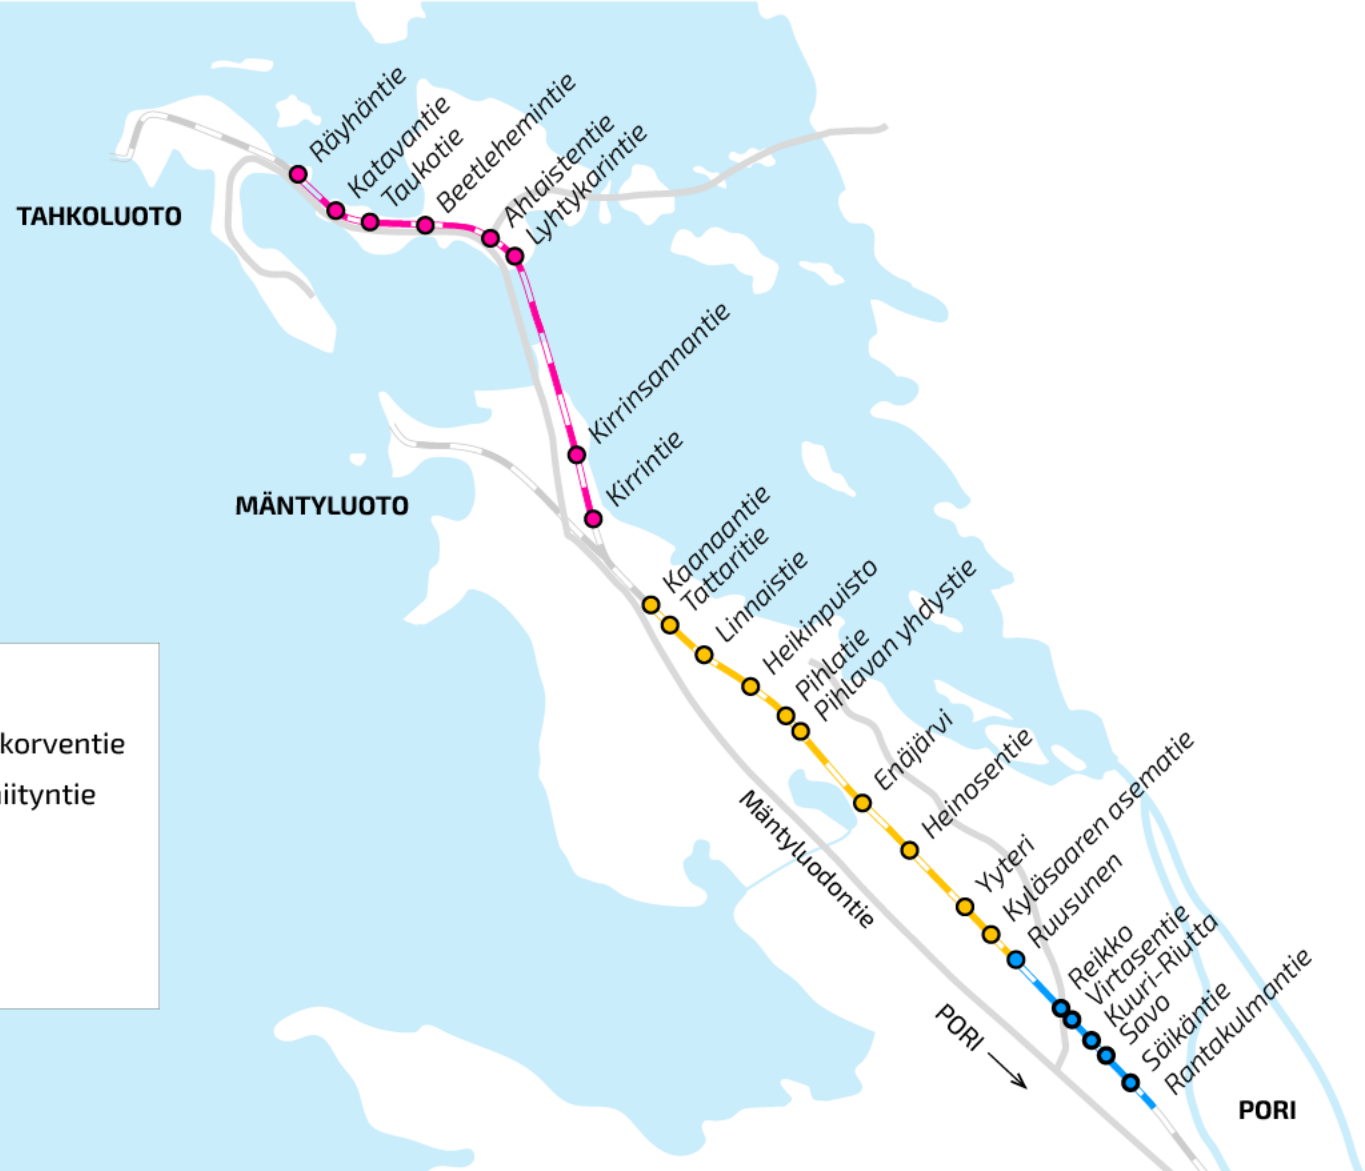 Räyhäntie
Katavantie
Taukotie
Beetlehemintie
Ahlaistentie
Lyhtykarintie
TAHKOLUOTO
Kirrinsannantie
Kirrintie
MÄNTYLUOTO
Kaanaantie
Tattaritie
Linnaistie
Heikinpuisto
Pihlatie
Pihlavan yhdystie
Enäjärvi
Heinosentie
Yyteri
Kyläsaaren asematie
Ruusunen
Reikko
Virtasentie
Kuuri-Riutta
Savo
Säikäntie
Rantakulmantie
Mäntyluodontie
PORI
PORI
korventie
iityntie